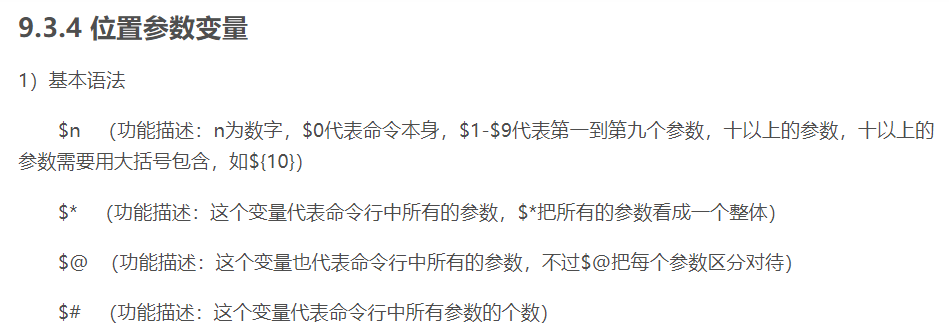 9.3.4 位置参数变量
1）基本语法
$n （功能描述：n为数字，$0代表命令本身，$1-$9代表第一到第九个参数，十以上的参数，十以上的
参数需要用大括号包含，如${10}）
$* （功能描述：这个变量代表命令行中所有的参数，$*把所有的参数看成一个整体）
$@ （功能描述：这个变量也代表命令行中所有的参数，不过$@把每个参数区分对待）
$# （功能描述：这个变量代表命令行中所有参数的个数）